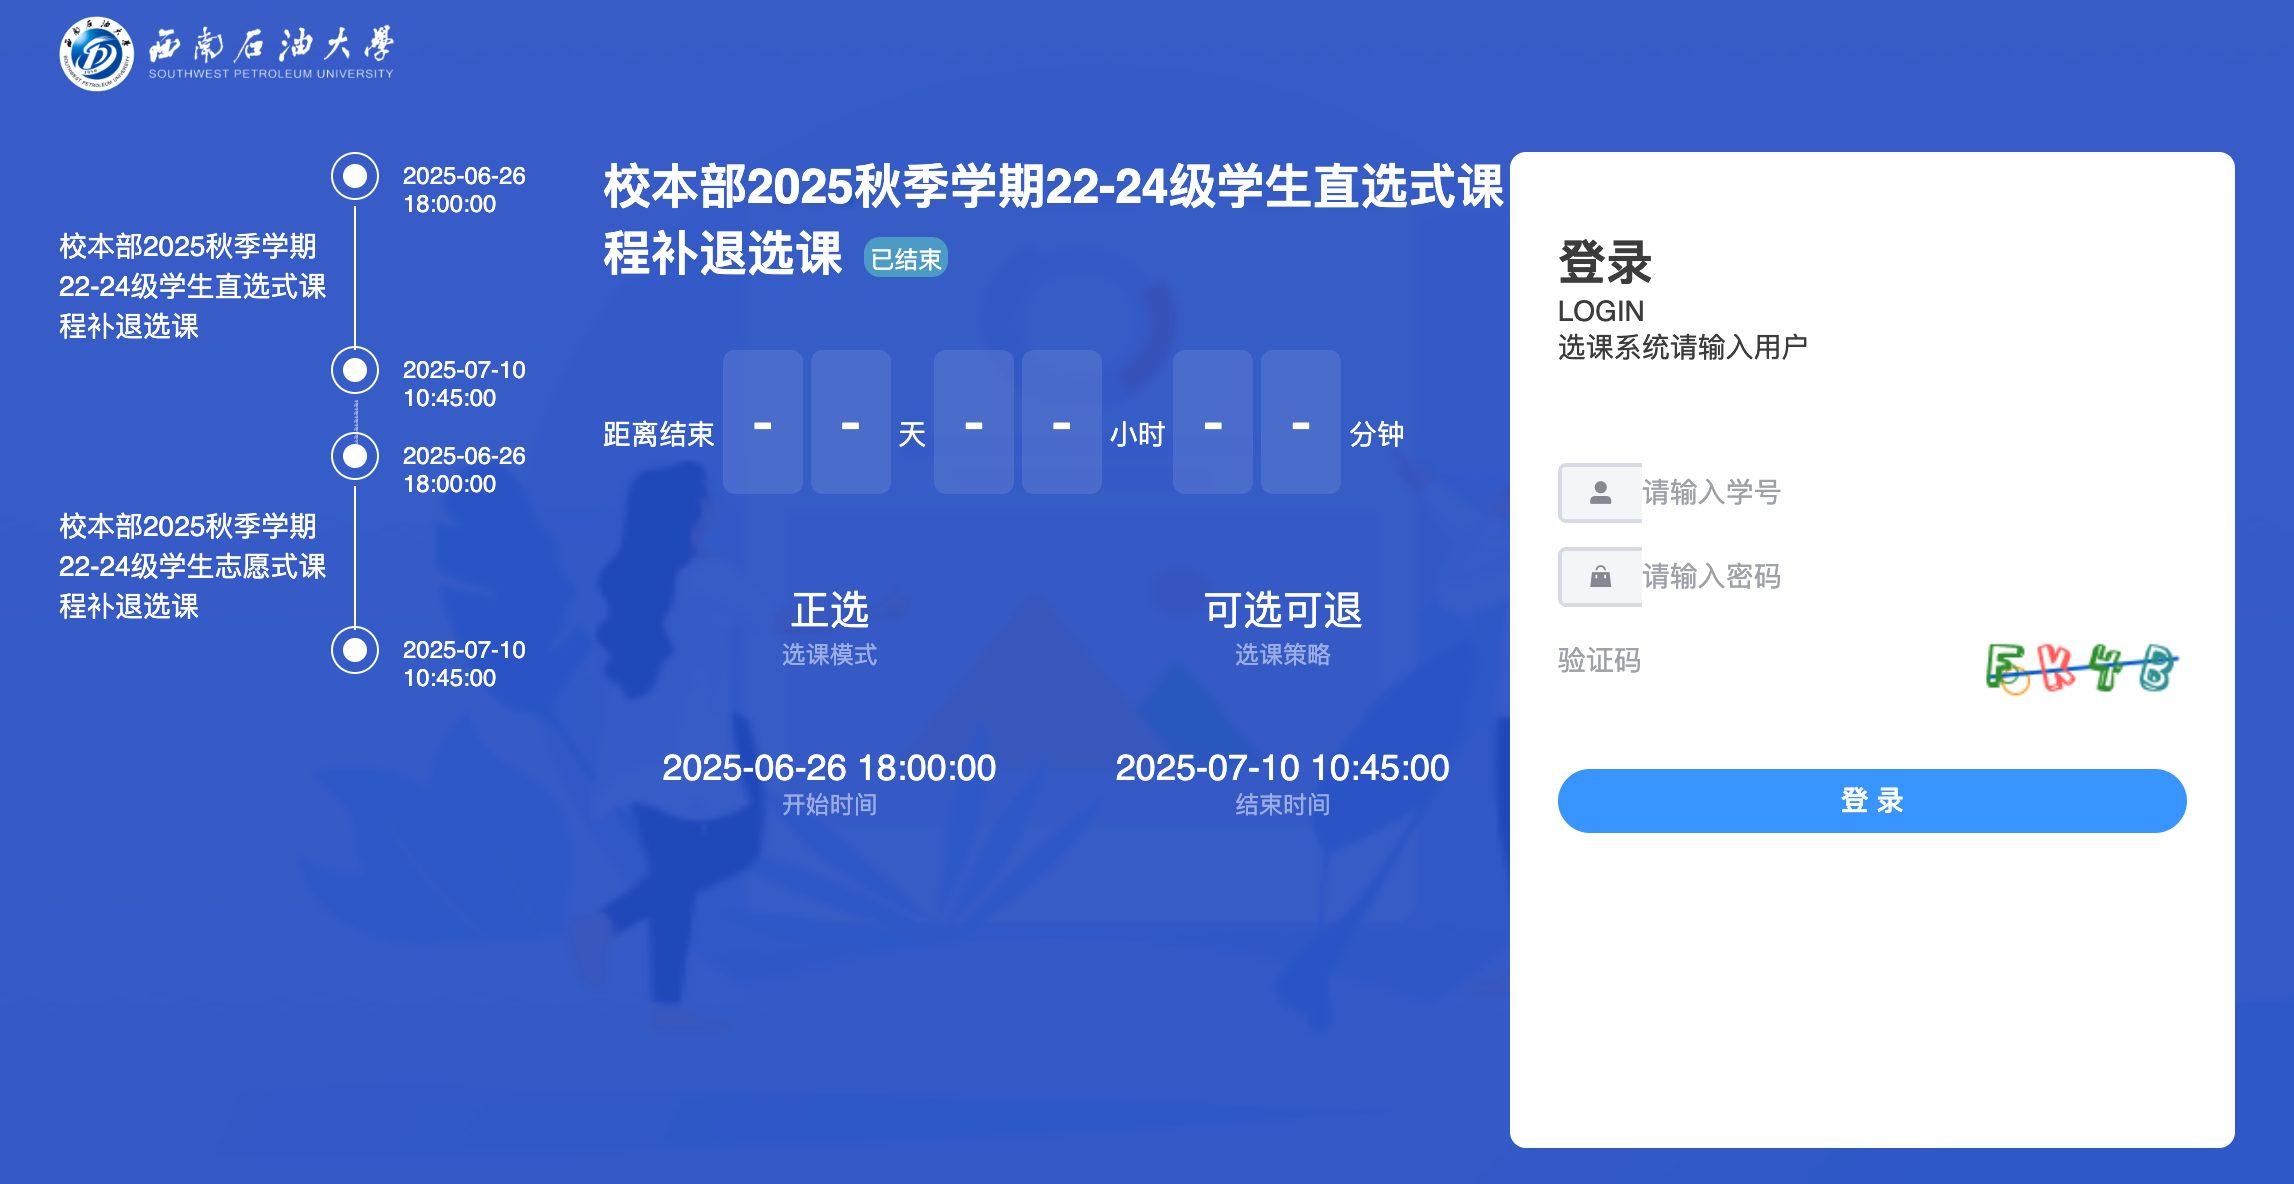 西南石油大學
SOUTHWEST PETROLEUM UNIVERSITY
2025-06-26
18:00:00
校本部2025秋季学期
22-24级学生直选式课
程补退选课
2025-07-10
10:45:00
2025-06-26
18:00:00
校本部2025秋季学期
22-24级学生志愿式课
程补退选课
2025-07-10
10:45:00
校本部2025秋季学期22-24级学生直选式课
程补退选课 已结束
距离结束 - - 天 - - 小时 - - 分钟
正选 可选可退
选课模式 选课策略
2025-06-26 18:00:00 2025-07-10 10:45:00
开始时间 结束时间
登录
LOGIN
选课系统请输入用户
请输入学号
请输入密码
验证码
登 录